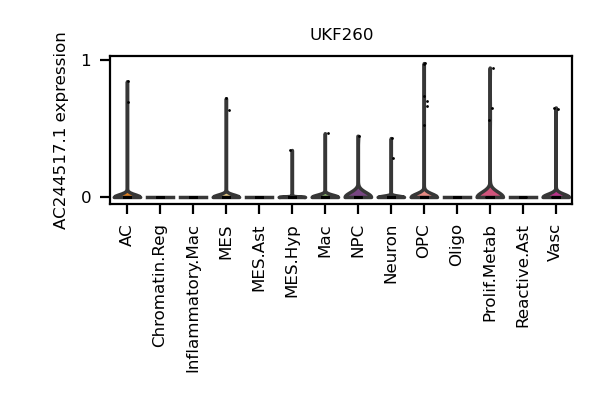 UKF260
AC244517.1 expression
1
0
AC
Chromatin.Reg
Inflammatory.Mac
MES
MES.Ast
MES.Hyp
Mac
NPC
Neuron
OPC
Oligo
Prolif.Metab
Reactive.Ast
Vasc